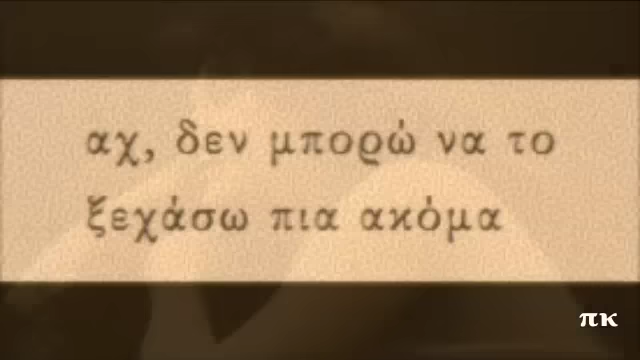 αχ, δεν μπορώ να το
ξεχάσω πια ακόμα
πκ